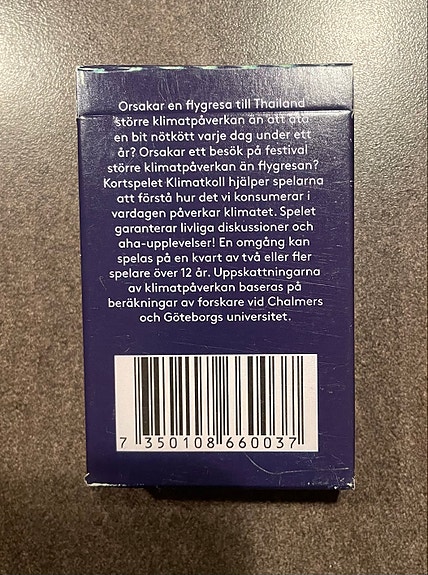 Orsakar en flygresa till Thailand
större klimatpåverkan än att äta
en bit nötkött varje dag under ett
år? Orsakar ett besök på festival
större klimatpåverkan än flygresan?
Kortspelet Klimatkoll hjälper spelarna
att förstå hur det vi konsumerar i
vardagen påverkar klimatet. Spelet
garanterar livliga diskussioner och
aha-upplevelser! En omgång kan
spelas på en kvart av två eller fler
spelare över 12 år. Uppskattningarna
av klimatpåverkan baseras på
beräkningar av forskare vid Chalmers
och Göteborgs universitet.
7 350108 660037